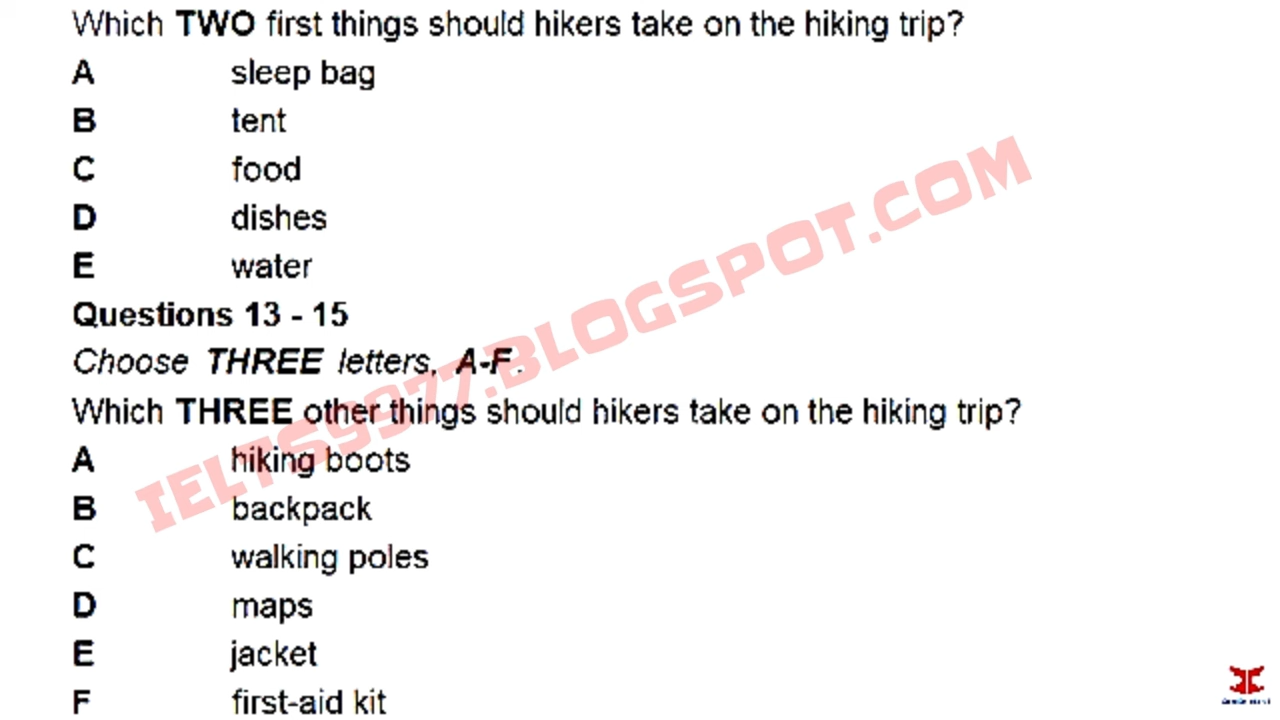 Which TWO first things should hikers take on the hiking trip?
A sleep bag
B tent
C food
D dishes
E water
Questions 13 - 15
Choose THREE letters, A-F.
Which THREE other things should hikers take on the hiking trip?
A hiking boots
B backpack
C walking poles
D maps
E jacket
F first-aid kit
IELTS9977.BLOGSPOT.COM